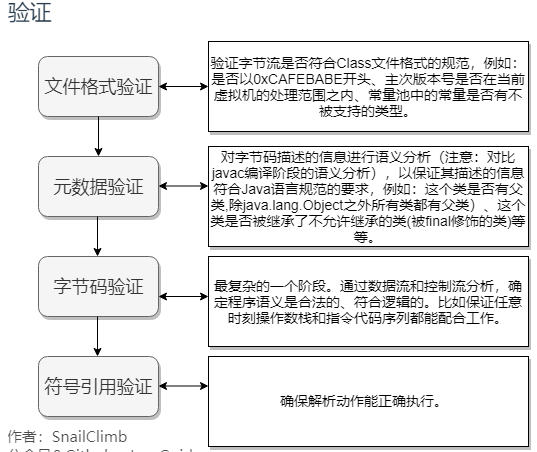 验证
文件格式验证
验证字节流是否符合Class文件格式的规范，例如：
是否以0xCAFEBABE开头、主次版本号是否在当前
虚拟机的处理范围之内、常量池中的常量是否有不
被支持的类型。
元数据验证
对字节码描述的信息进行语义分析（注意：对比
javac编译阶段的语义分析），以保证其描述的信息
符合Java语言规范的要求，例如：这个类是否有父
类,除java.lang.Object之外所有类都有父类）、这个
类是否被继承了不允许继承的类(被final修饰的类)等
等。
字节码验证
最复杂的一个阶段。通过数据流和控制流分析，确
定程序语义是合法的、符合逻辑的。比如保证任意
时刻操作数栈和指令代码序列都能配合工作。
符号引用验证
确保解析动作能正确执行。
作者：SnailClimb